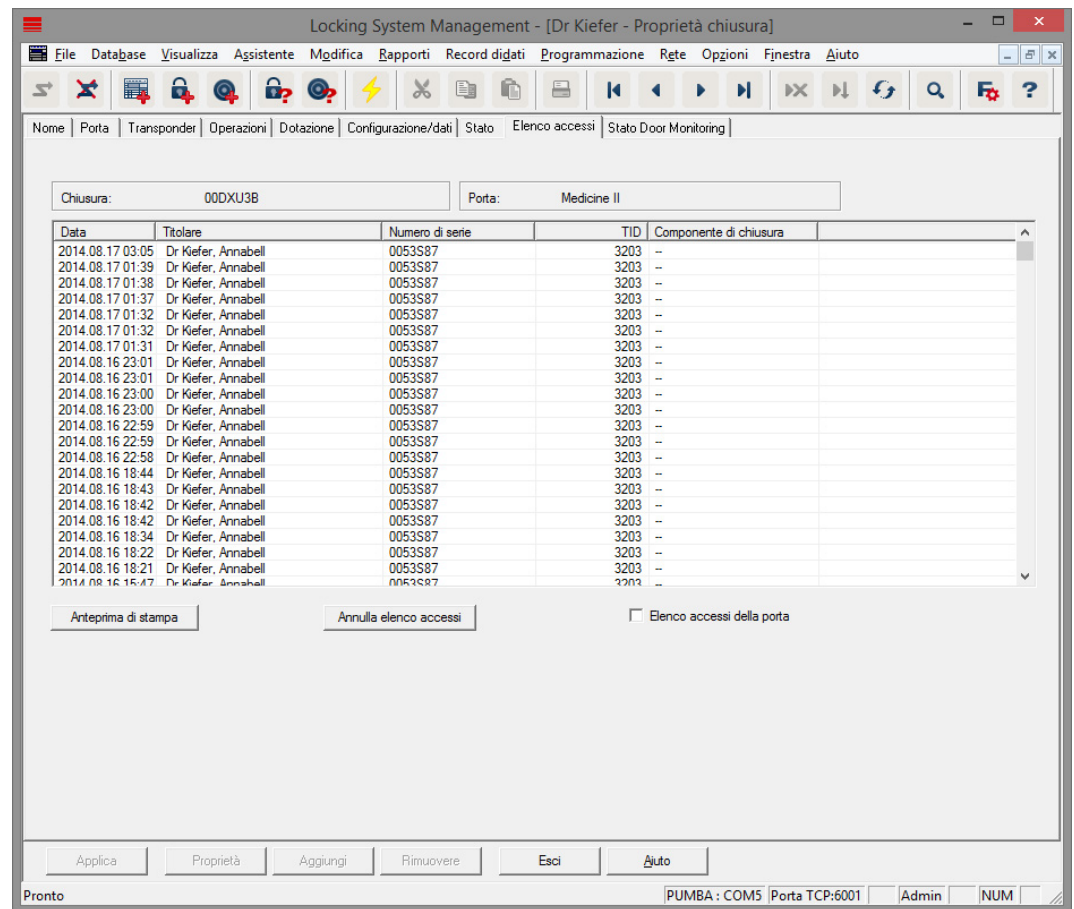 Locking System Management - [Dr Kiefer - Proprietà chiusura]
File Database Visualizza Assistente Modifica Rapporti Record didati Programmazione Rete Opzioni Finestra Aiuto
Nome Porta Transponder Operazioni Dotazione Configurazione/dati Stato Elenco accessi Stato Door Monitoring
Chiusura: 00DXU3B Porta: Medicine II
Data Titolare Numero di serie TID Componente di chiusura
2014.08.17 03:05 Dr Kiefer, Annabell 0053S87 3203 --
2014.08.17 01:39 Dr Kiefer, Annabell 0053S87 3203 --
2014.08.17 01:38 Dr Kiefer, Annabell 0053S87 3203 --
2014.08.17 01:37 Dr Kiefer, Annabell 0053S87 3203 --
2014.08.17 01:32 Dr Kiefer, Annabell 0053S87 3203 --
2014.08.17 01:32 Dr Kiefer, Annabell 0053S87 3203 --
2014.08.17 01:31 Dr Kiefer, Annabell 0053S87 3203 --
2014.08.16 23:01 Dr Kiefer, Annabell 0053S87 3203 --
2014.08.16 23:01 Dr Kiefer, Annabell 0053S87 3203 --
2014.08.16 23:00 Dr Kiefer, Annabell 0053S87 3203 --
2014.08.16 23:00 Dr Kiefer, Annabell 0053S87 3203 --
2014.08.16 22:59 Dr Kiefer, Annabell 0053S87 3203 --
2014.08.16 22:59 Dr Kiefer, Annabell 0053S87 3203 --
2014.08.16 22:58 Dr Kiefer, Annabell 0053S87 3203 --
2014.08.16 18:44 Dr Kiefer, Annabell 0053S87 3203 --
2014.08.16 18:43 Dr Kiefer, Annabell 0053S87 3203 --
2014.08.16 18:42 Dr Kiefer, Annabell 0053S87 3203 --
2014.08.16 18:42 Dr Kiefer, Annabell 0053S87 3203 --
2014.08.16 18:34 Dr Kiefer, Annabell 0053S87 3203 --
2014.08.16 18:22 Dr Kiefer, Annabell 0053S87 3203 --
2014.08.16 18:21 Dr Kiefer, Annabell 0053S87 3203 --
2014.08.16 15:47 Dr Kiefer, Annabell 0053S87 3203 --
Anteprima di stampa Annulla elenco accessi Elenco accessi della porta
Applica Proprietà Aggiungi Rimuovere Esci Aiuto
Pronto PUMBA : COM5 Porta TCP:6001 Admin NUM